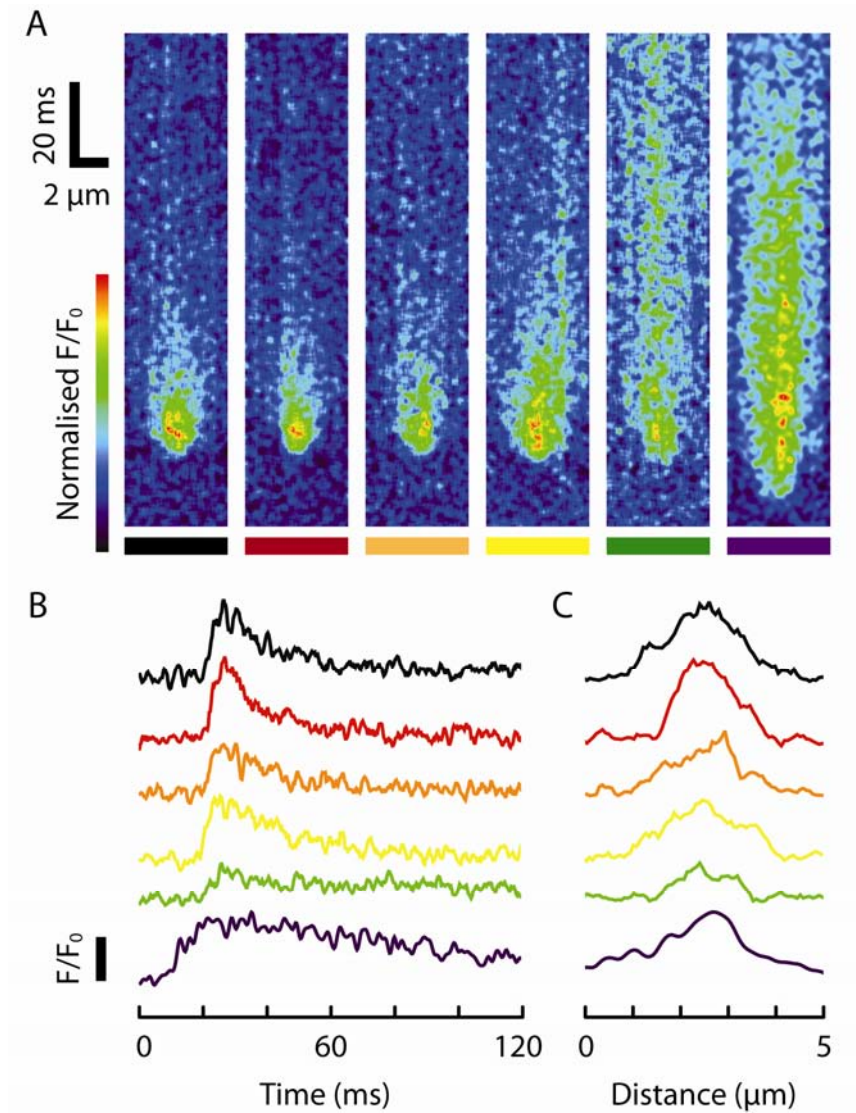 A
20 ms
2 µm
Normalised F/F₀
B
C
F/F₀
0
60
120
0
5
Time (ms)
Distance (µm)